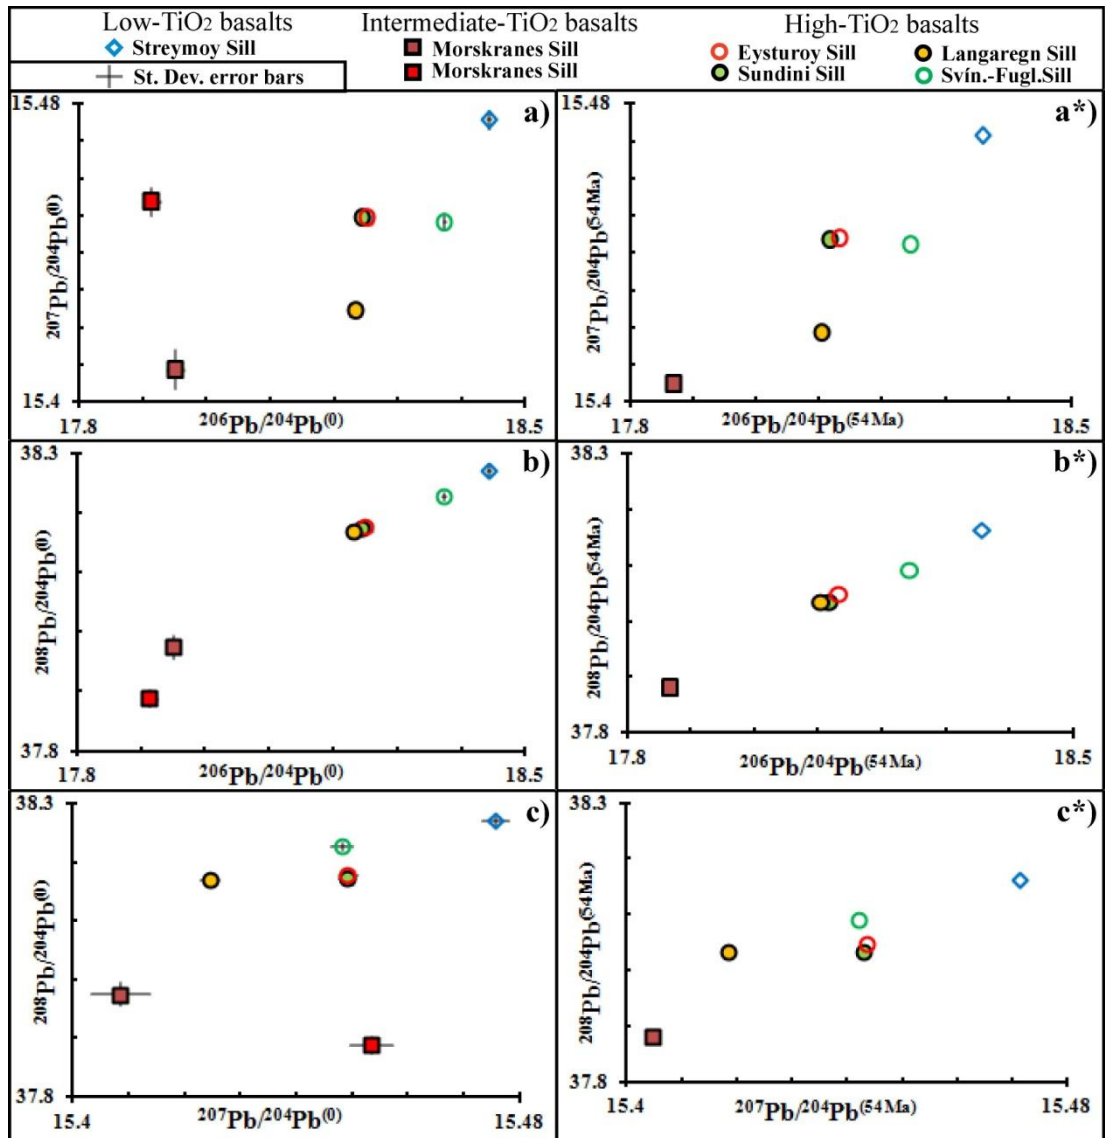 Low-TiO₂ basalts Intermediate-TiO₂ basalts High-TiO₂ basalts
Streymoy Sill Morskranes Sill Eysturoy Sill Langaregn Sill
St. Dev. error bars Morskranes Sill Sundini Sill Svín.-Fugl.Sill
15.48 a) 15.48 a*)
²⁰⁷Pb/²⁰⁴Pb⁽⁰⁾ ²⁰⁷Pb/²⁰⁴Pb⁽⁵⁴ᴹᵃ⁾
15.4 15.4
17.8 ²⁰⁶Pb/²⁰⁴Pb⁽⁰⁾ 18.5 17.8 ²⁰⁶Pb/²⁰⁴Pb⁽⁵⁴ᴹᵃ⁾ 18.5
38.3 b) 38.3 b*)
²⁰⁸Pb/²⁰⁴Pb⁽⁰⁾ ²⁰⁸Pb/²⁰⁴Pb⁽⁵⁴ᴹᵃ⁾
37.8 37.8
17.8 ²⁰⁶Pb/²⁰⁴Pb⁽⁰⁾ 18.5 17.8 ²⁰⁶Pb/²⁰⁴Pb⁽⁵⁴ᴹᵃ⁾ 18.5
38.3 c) 38.3 c*)
²⁰⁸Pb/²⁰⁴Pb⁽⁰⁾ ²⁰⁸Pb/²⁰⁴Pb⁽⁵⁴ᴹᵃ⁾
37.8 37.8
15.4 ²⁰⁷Pb/²⁰⁴Pb⁽⁰⁾ 15.48 15.4 ²⁰⁷Pb/²⁰⁴Pb⁽⁵⁴ᴹᵃ⁾ 15.48